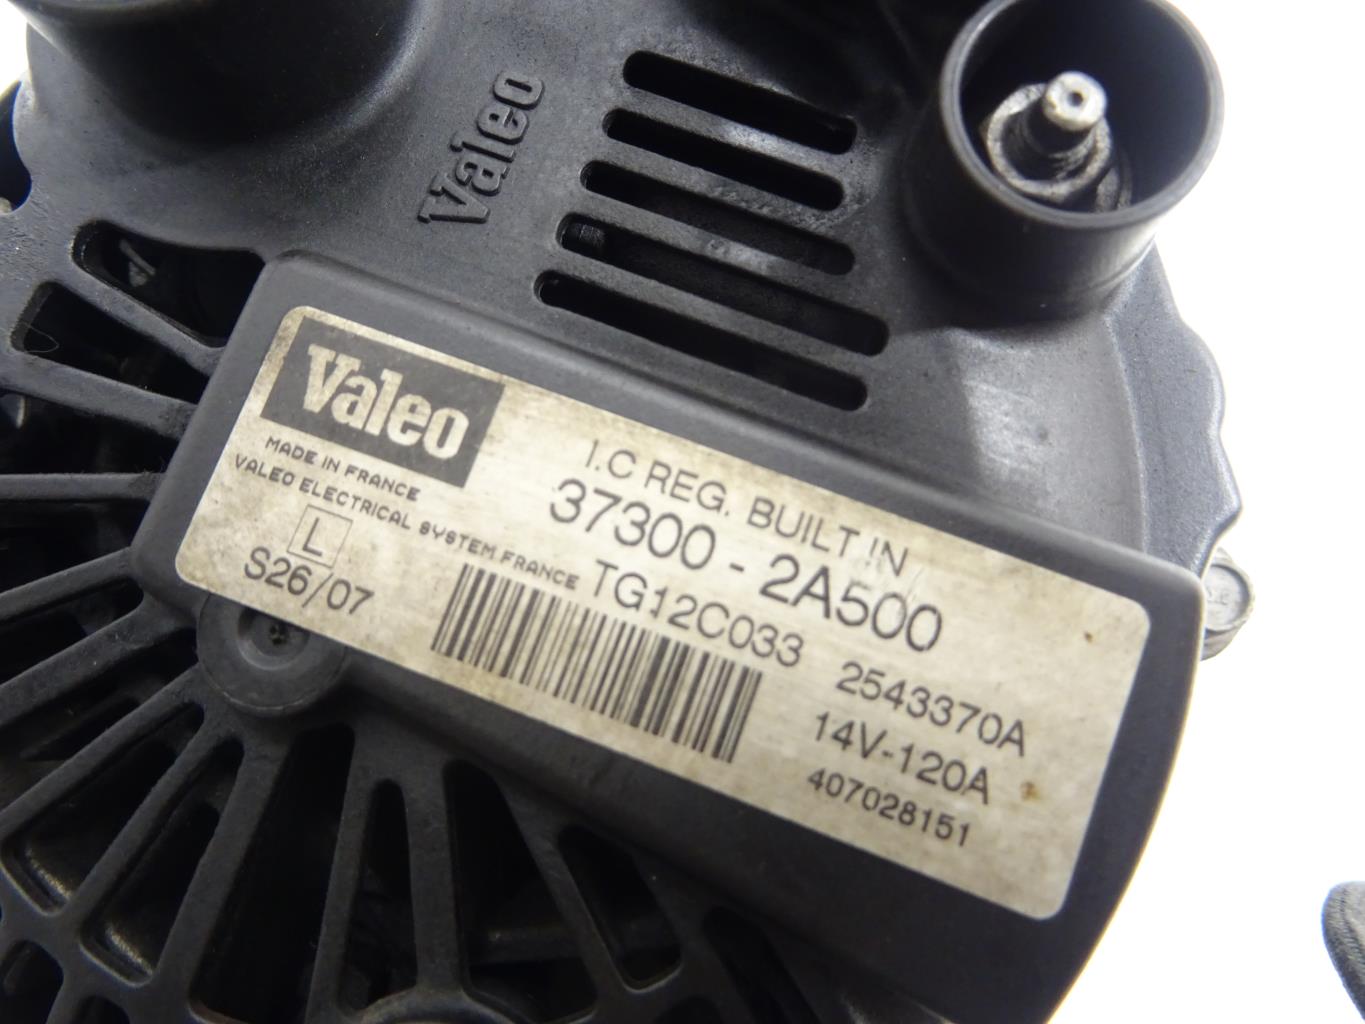 Valeo
Valeo
I.C REG. BUILT IN
MADE IN FRANCE
37300 - 2A500
VALEO ELECTRICAL SYSTEM FRANCE
TG12C033
L
S26/07
2543370A
14V-120A
407028151